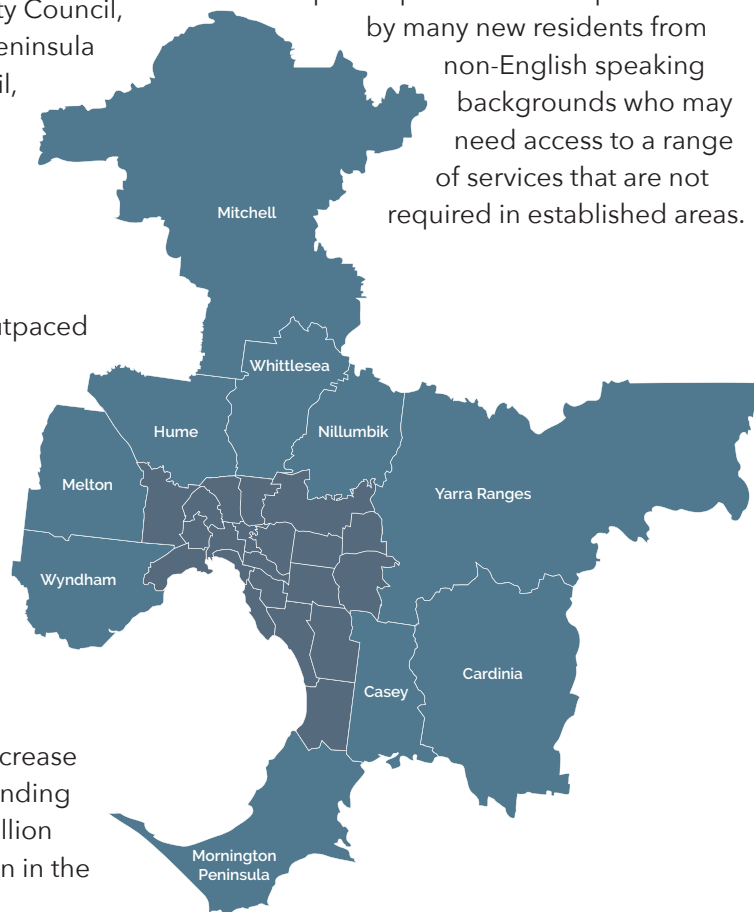 ty Council,
eninsula
il,
by many new residents from
non-English speaking
backgrounds who may
need access to a range
of services that are not
required in established areas.
Mitchell
tpaced
Whittlesea
Hume
Nillumbik
Melton
Yarra Ranges
Wyndham
Cardinia
Casey
crease
nding
llion
n in the
Mornington
Peninsula